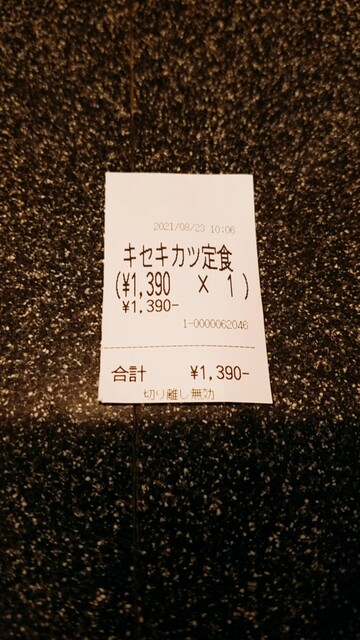 2021/08/23 10:06
キセキカツ定食
(¥1,390 × 1)
¥1,390-
1-0000062046
合計 ¥1,390-
切り離し無効